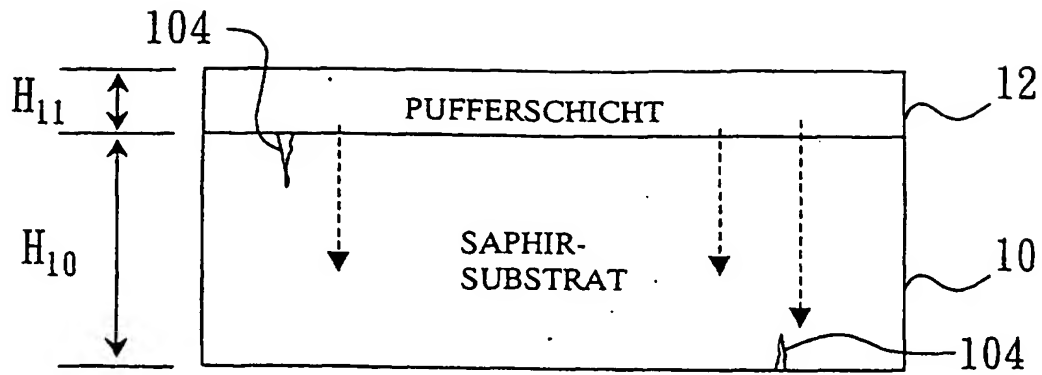 104
H11
PUFFERSCHICHT
12
H10
SAPHIR-
SUBSTRAT
10
104